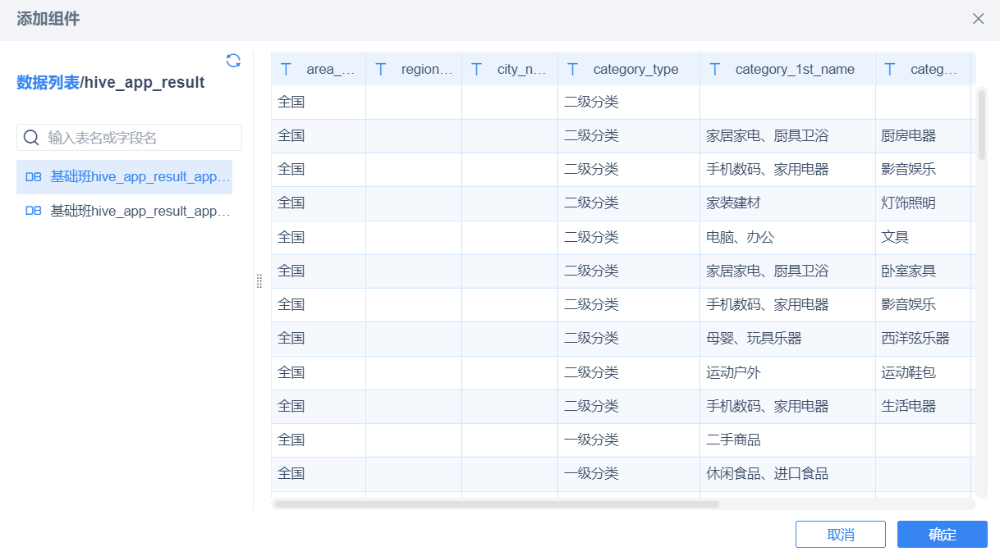 添加组件
数据列表/hive_app_result
输入表名或字段名
基础班hive_app_result_app...
基础班hive_app_result_app...
T area_... T region... T city_n... T category_type T category_1st_name T categ...
全国 二级分类
全国 二级分类 家居家电、厨具卫浴 厨房电器
全国 二级分类 手机数码、家用电器 影音娱乐
全国 二级分类 家装建材 灯饰照明
全国 二级分类 电脑、办公 文具
全国 二级分类 家居家电、厨具卫浴 卧室家具
全国 二级分类 手机数码、家用电器 影音娱乐
全国 二级分类 母婴、玩具乐器 西洋弦乐器
全国 二级分类 运动户外 运动鞋包
全国 二级分类 手机数码、家用电器 生活电器
全国 一级分类 二手商品
全国 一级分类 休闲食品、进口食品
取消 确定